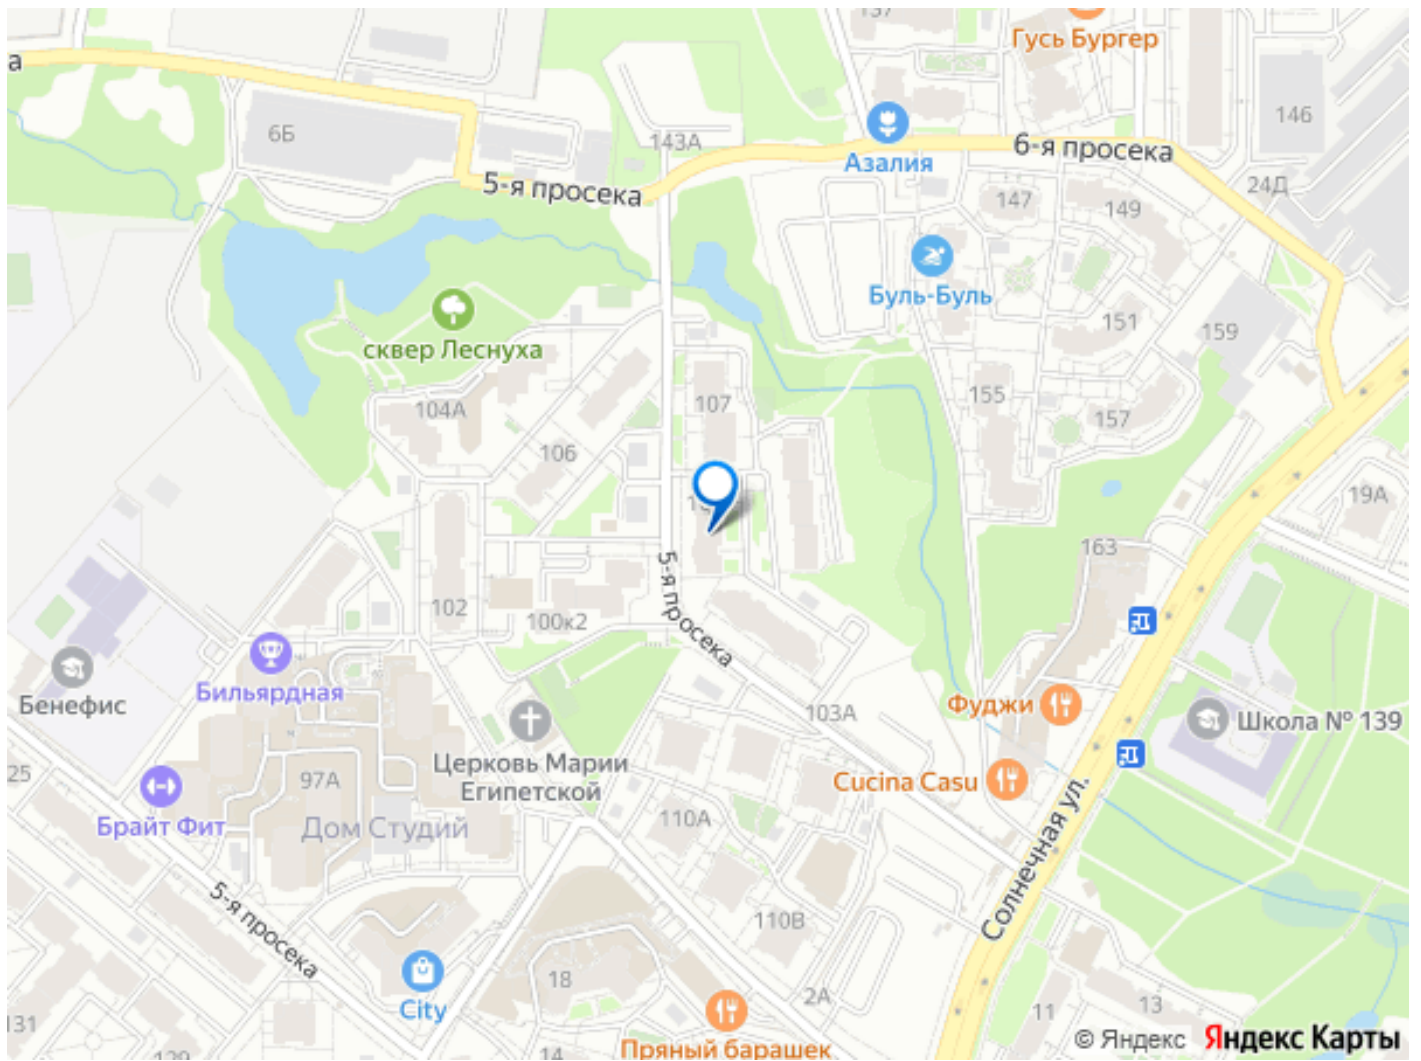 137
Гусь Бургер
а
6Б
143А
146
Азалия
6-я просека
5-я просека
24Д
147
149
Буль-Буль
151
159
сквер Леснуха
104А
107
155
157
106
19А
163
5-я просека
102
100к2
Бильярдная
Бенефис
103А
Фуджи
Школа № 139
Церковь Марии
Египетской
Cucina Casu
25
97А
Дом Студий
Брайт Фит
110А
Солнечная ул.
5-я просека
110В
City
18
2А
11
13
131
129
14
Пряный барашек
© Яндекс Яндекс Карты